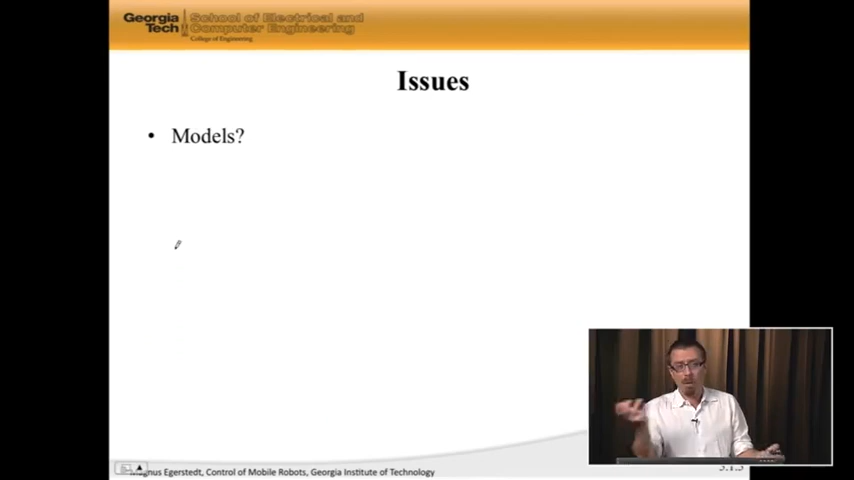 Georgia Tech
School of Electrical and
Computer Engineering
College of Engineering
Issues
• Models?
Magnus Egerstedt, Control of Mobile Robots, Georgia Institute of Technology